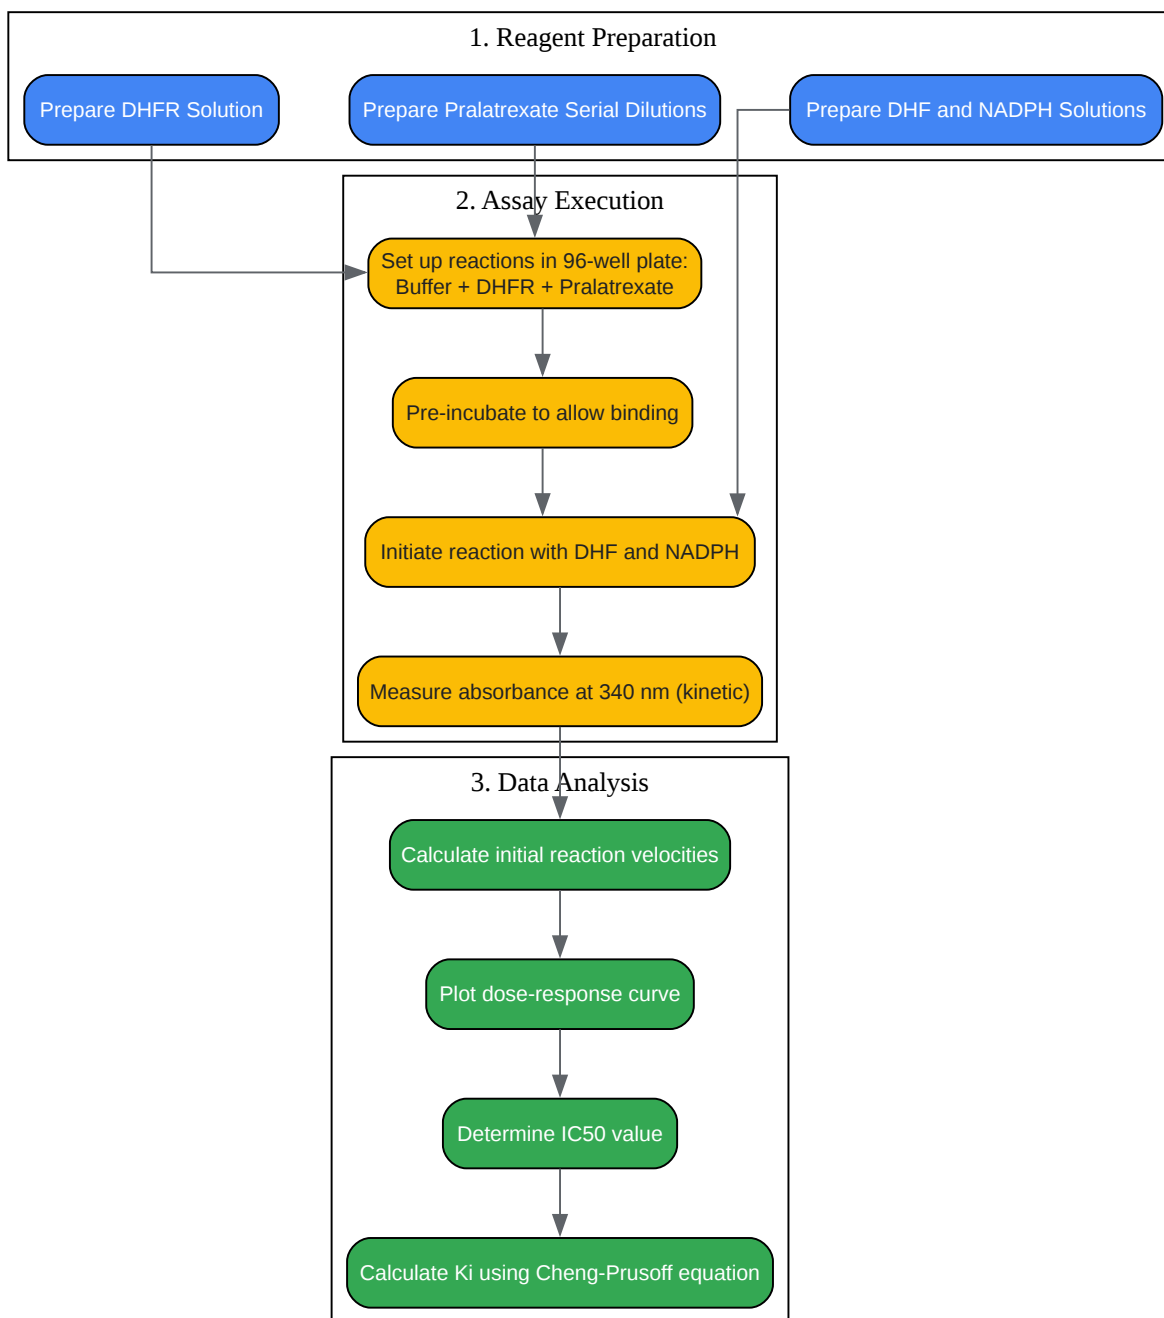 1. Reagent Preparation
Prepare DHFR Solution
Prepare Pralatrexate Serial Dilutions
Prepare DHF and NADPH Solutions
2. Assay Execution
Set up reactions in 96-well plate:
Buffer + DHFR + Pralatrexate
Pre-incubate to allow binding
Initiate reaction with DHF and NADPH
Measure absorbance at 340 nm (kinetic)
3. Data Analysis
Calculate initial reaction velocities
Plot dose-response curve
Determine IC50 value
Calculate Ki using Cheng-Prusoff equation